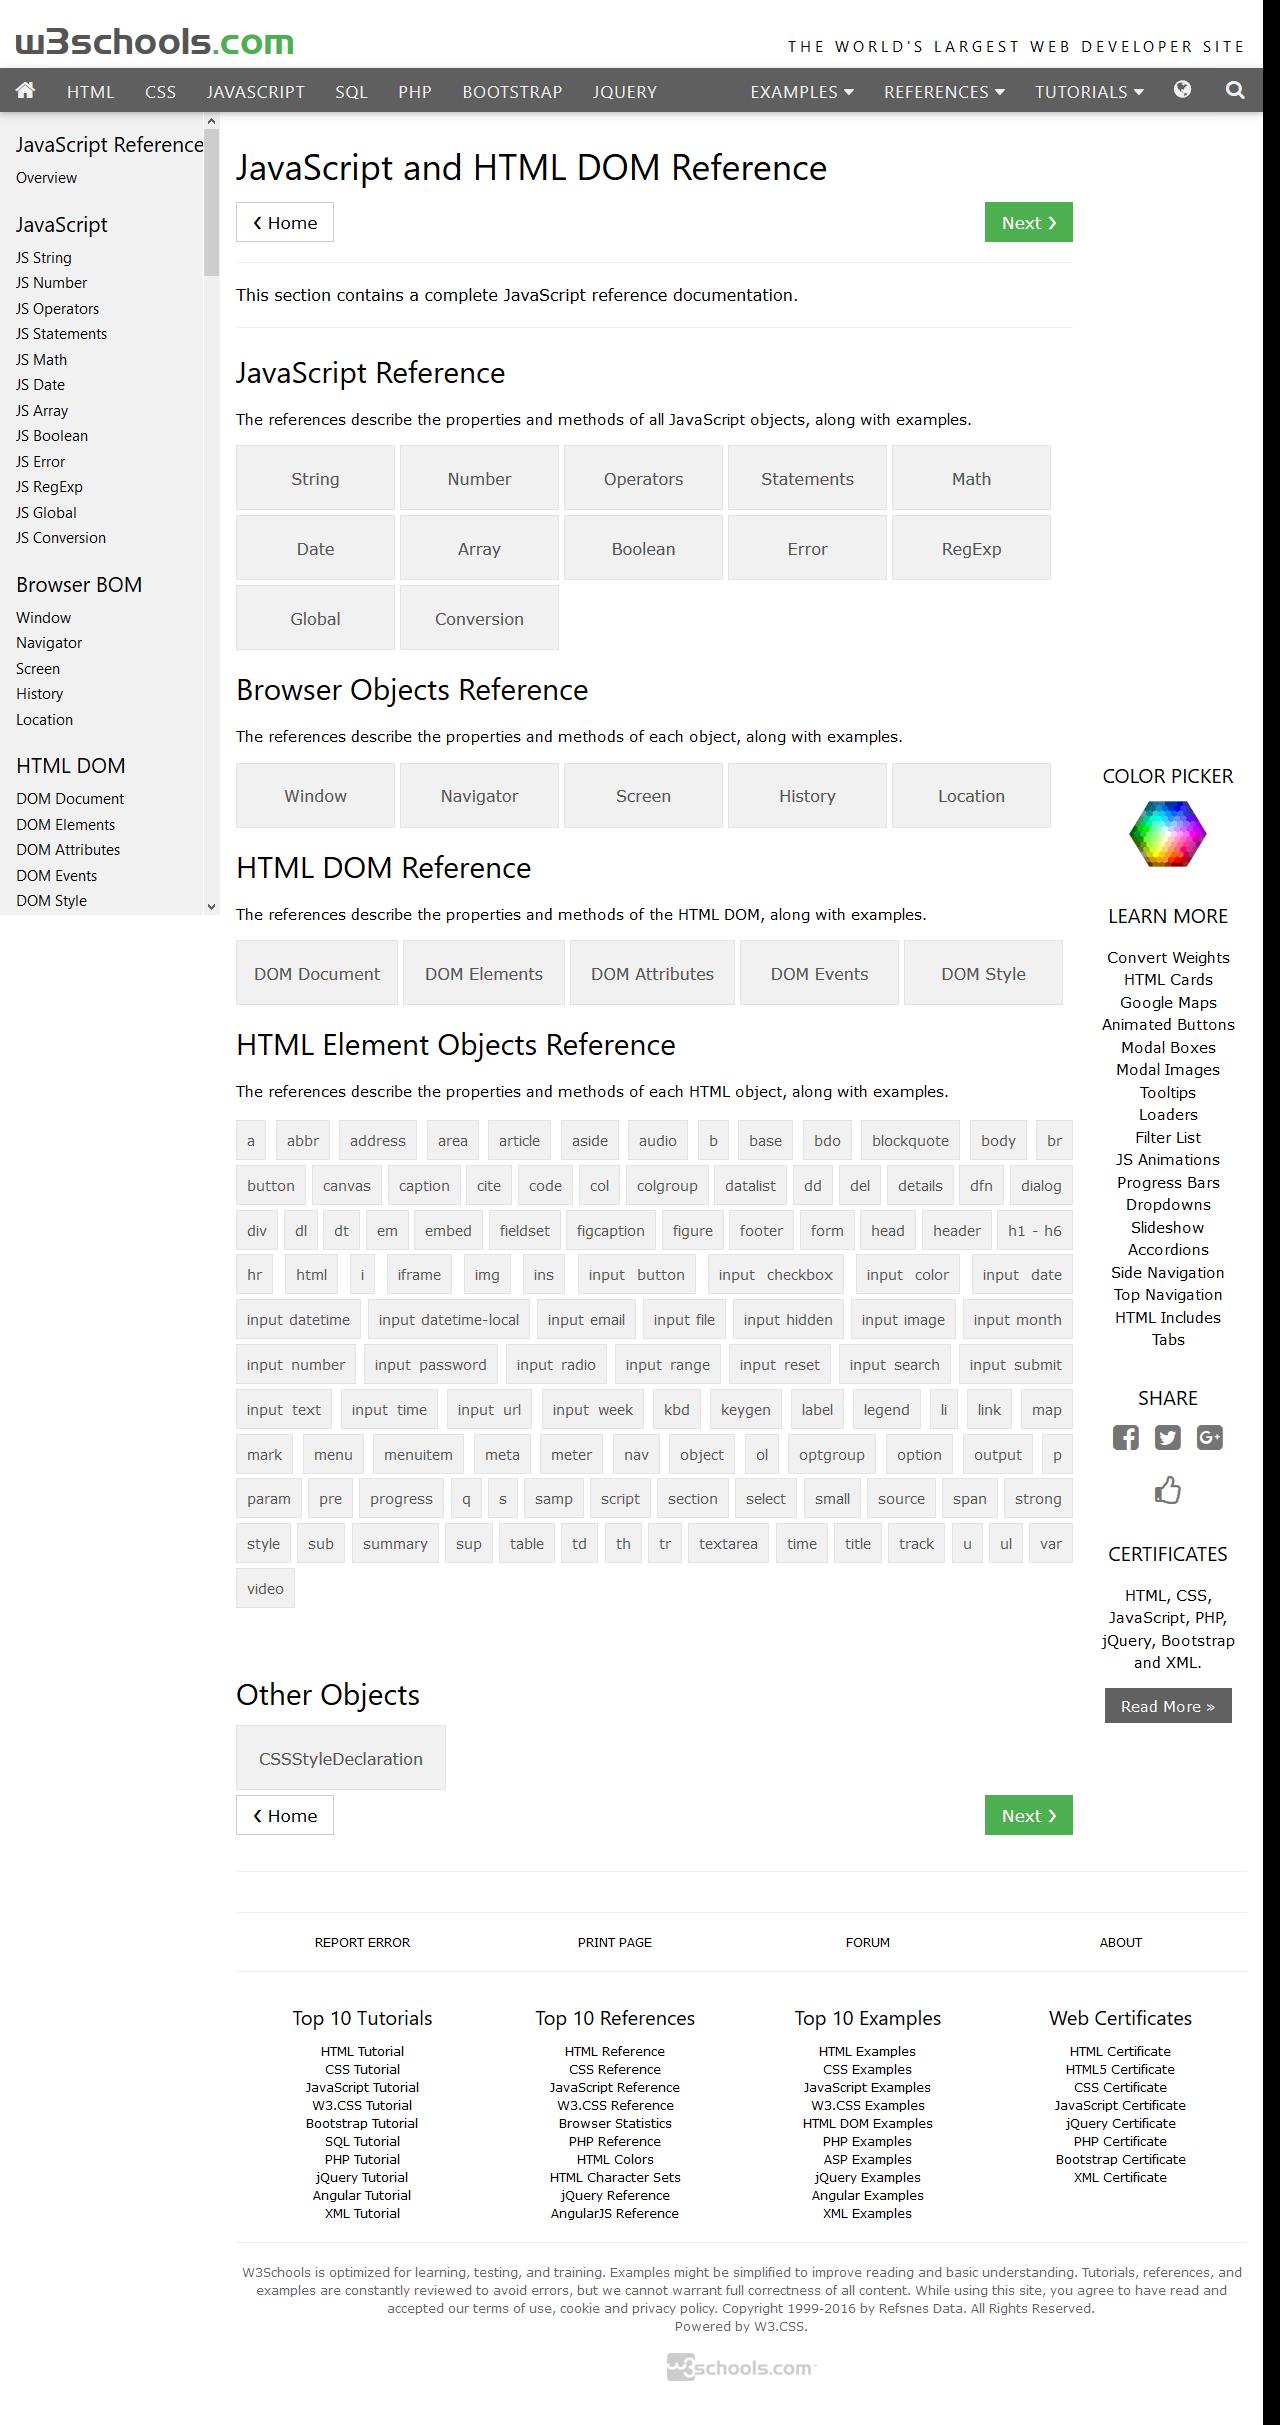 w3schools.com
THE WORLD'S LARGEST WEB DEVELOPER SITE
HTML CSS JAVASCRIPT SQL PHP BOOTSTRAP JQUERY EXAMPLES REFERENCES TUTORIALS
JavaScript Reference
Overview
JavaScript
JS String
JS Number
JS Operators
JS Statements
JS Math
JS Date
JS Array
JS Boolean
JS Error
JS RegExp
JS Global
JS Conversion
Browser BOM
Window
Navigator
Screen
History
Location
HTML DOM
DOM Document
DOM Elements
DOM Attributes
DOM Events
DOM Style
JavaScript and HTML DOM Reference
❮ Home Next ❯
This section contains a complete JavaScript reference documentation.
JavaScript Reference
The references describe the properties and methods of all JavaScript objects, along with examples.
String Number Operators Statements Math
Date Array Boolean Error RegExp
Global Conversion
Browser Objects Reference
The references describe the properties and methods of each object, along with examples.
Window Navigator Screen History Location
HTML DOM Reference
The references describe the properties and methods of the HTML DOM, along with examples.
DOM Document DOM Elements DOM Attributes DOM Events DOM Style
HTML Element Objects Reference
The references describe the properties and methods of each HTML object, along with examples.
a abbr address area article aside audio b base bdo blockquote body br
button canvas caption cite code col colgroup datalist dd del details dfn dialog
div dl dt em embed fieldset figcaption figure footer form head header h1 - h6
hr html i iframe img ins input button input checkbox input color input date
input datetime input datetime-local input email input file input hidden input image input month
input number input password input radio input range input reset input search input submit
input text input time input url input week kbd keygen label legend li link map
mark menu menuitem meta meter nav object ol optgroup option output p
param pre progress q s samp script section select small source span strong
style sub summary sup table td th tr textarea time title track u ul var
video
Other Objects
CSSStyleDeclaration
❮ Home Next ❯
COLOR PICKER
LEARN MORE
Convert Weights
HTML Cards
Google Maps
Animated Buttons
Modal Boxes
Modal Images
Tooltips
Loaders
Filter List
JS Animations
Progress Bars
Dropdowns
Slideshow
Accordions
Side Navigation
Top Navigation
HTML Includes
Tabs
SHARE
CERTIFICATES
HTML, CSS,
JavaScript, PHP,
jQuery, Bootstrap
and XML.
Read More »
REPORT ERROR PRINT PAGE FORUM ABOUT
Top 10 Tutorials
HTML Tutorial
CSS Tutorial
JavaScript Tutorial
W3.CSS Tutorial
Bootstrap Tutorial
SQL Tutorial
PHP Tutorial
jQuery Tutorial
Angular Tutorial
XML Tutorial
Top 10 References
HTML Reference
CSS Reference
JavaScript Reference
W3.CSS Reference
Browser Statistics
PHP Reference
HTML Colors
HTML Character Sets
jQuery Reference
AngularJS Reference
Top 10 Examples
HTML Examples
CSS Examples
JavaScript Examples
W3.CSS Examples
HTML DOM Examples
PHP Examples
ASP Examples
jQuery Examples
Angular Examples
XML Examples
Web Certificates
HTML Certificate
HTML5 Certificate
CSS Certificate
JavaScript Certificate
jQuery Certificate
PHP Certificate
Bootstrap Certificate
XML Certificate
W3Schools is optimized for learning, testing, and training. Examples might be simplified to improve reading and basic understanding. Tutorials, references, and
examples are constantly reviewed to avoid errors, but we cannot warrant full correctness of all content. While using this site, you agree to have read and
accepted our terms of use, cookie and privacy policy. Copyright 1999-2016 by Refsnes Data. All Rights Reserved.
Powered by W3.CSS.
w3schools.com